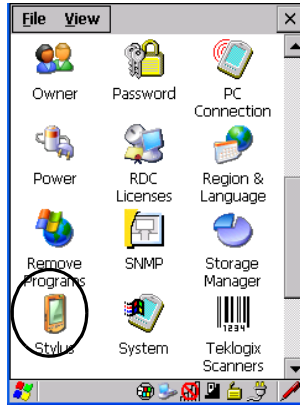 File View
Owner Password PC
Connection
Power RDC Region &
Licenses Language
Remove SNMP Storage
Programs Manager
1234
Stylus System Teklogix
Scanners